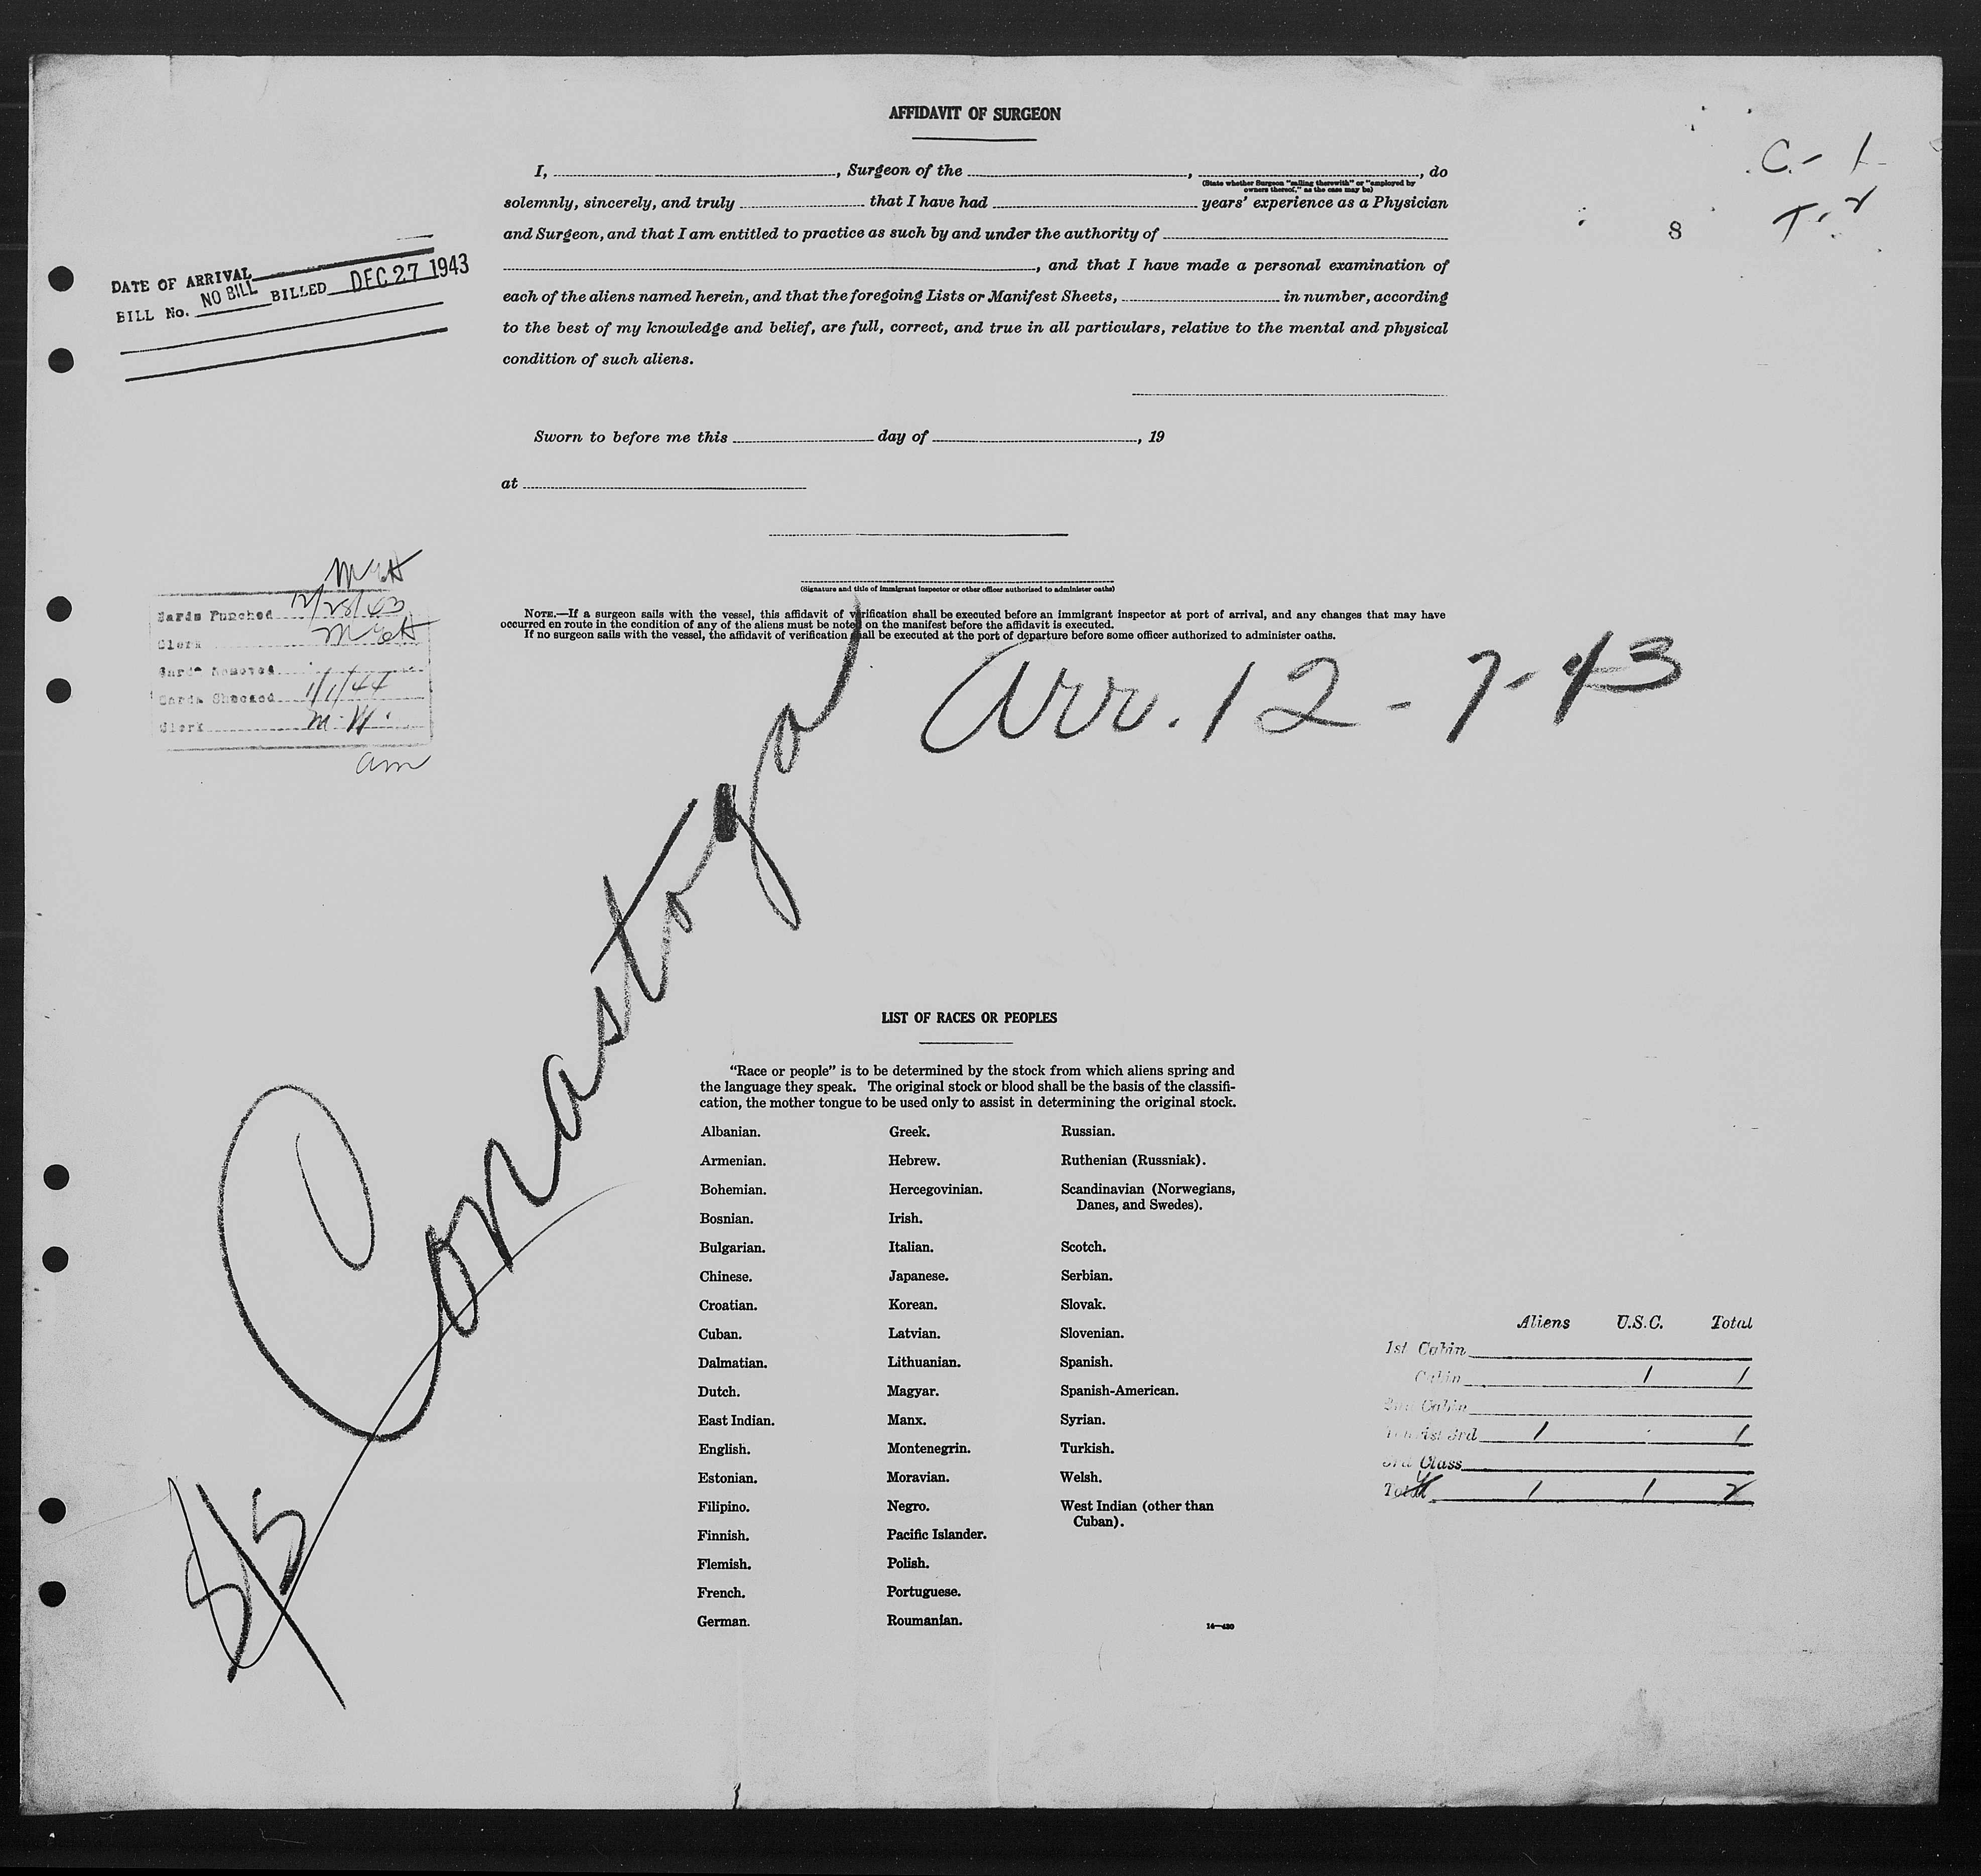 AFFIDAVIT OF SURGEON
C - 1
T - 2
8
I, , Surgeon of the , , do
(State whether Surgeon "sailing therewith" or "employed by
owners thereof," as the case may be)
solemnly, sincerely, and truly that I have had years' experience as a Physician
and Surgeon, and that I am entitled to practice as such by and under the authority of
, and that I have made a personal examination of
each of the aliens named herein, and that the foregoing Lists or Manifest Sheets, in number, according
to the best of my knowledge and belief, are full, correct, and true in all particulars, relative to the mental and physical
condition of such aliens.
DATE OF ARRIVAL
BILL No. NO BILL BILLED DEC 27 1943
Sworn to before me this day of , 19
at
(Signature and title of immigrant inspector or other officer authorized to administer oaths)
NOTE.—If a surgeon sails with the vessel, this affidavit of verification shall be executed before an immigrant inspector at port of arrival, and any changes that may have
occurred en route in the condition of any of the aliens must be noted on the manifest before the affidavit is executed.
If no surgeon sails with the vessel, the affidavit of verification shall be executed at the port of departure before some officer authorized to administer oaths.
Cards Punched 12/28/43
Clerk
Cards Removed
Cards Checked 1/1/44
Clerk M. H.
am
Arr. 12 - 7 - 43
S/S Conastoga
LIST OF RACES OR PEOPLES
"Race or people" is to be determined by the stock from which aliens spring and
the language they speak. The original stock or blood shall be the basis of the classifi-
cation, the mother tongue to be used only to assist in determining the original stock.
Albanian. Greek. Russian.
Armenian. Hebrew. Ruthenian (Russniak).
Bohemian. Hercegovinian. Scandinavian (Norwegians,
Danes, and Swedes).
Bosnian. Irish.
Bulgarian. Italian. Scotch.
Chinese. Japanese. Serbian.
Croatian. Korean. Slovak.
Cuban. Latvian. Slovenian.
Dalmatian. Lithuanian. Spanish.
Dutch. Magyar. Spanish-American.
East Indian. Manx. Syrian.
English. Montenegrin. Turkish.
Estonian. Moravian. Welsh.
Filipino. Negro. West Indian (other than
Cuban).
Finnish. Pacific Islander.
Flemish. Polish.
French. Portuguese.
German. Roumanian.
14—430
Aliens U.S.C. Total
1st Cabin
Cabin 1 1
2nd Cabin
Tourist 3rd 1 1
3rd Class
Total 1 1 2